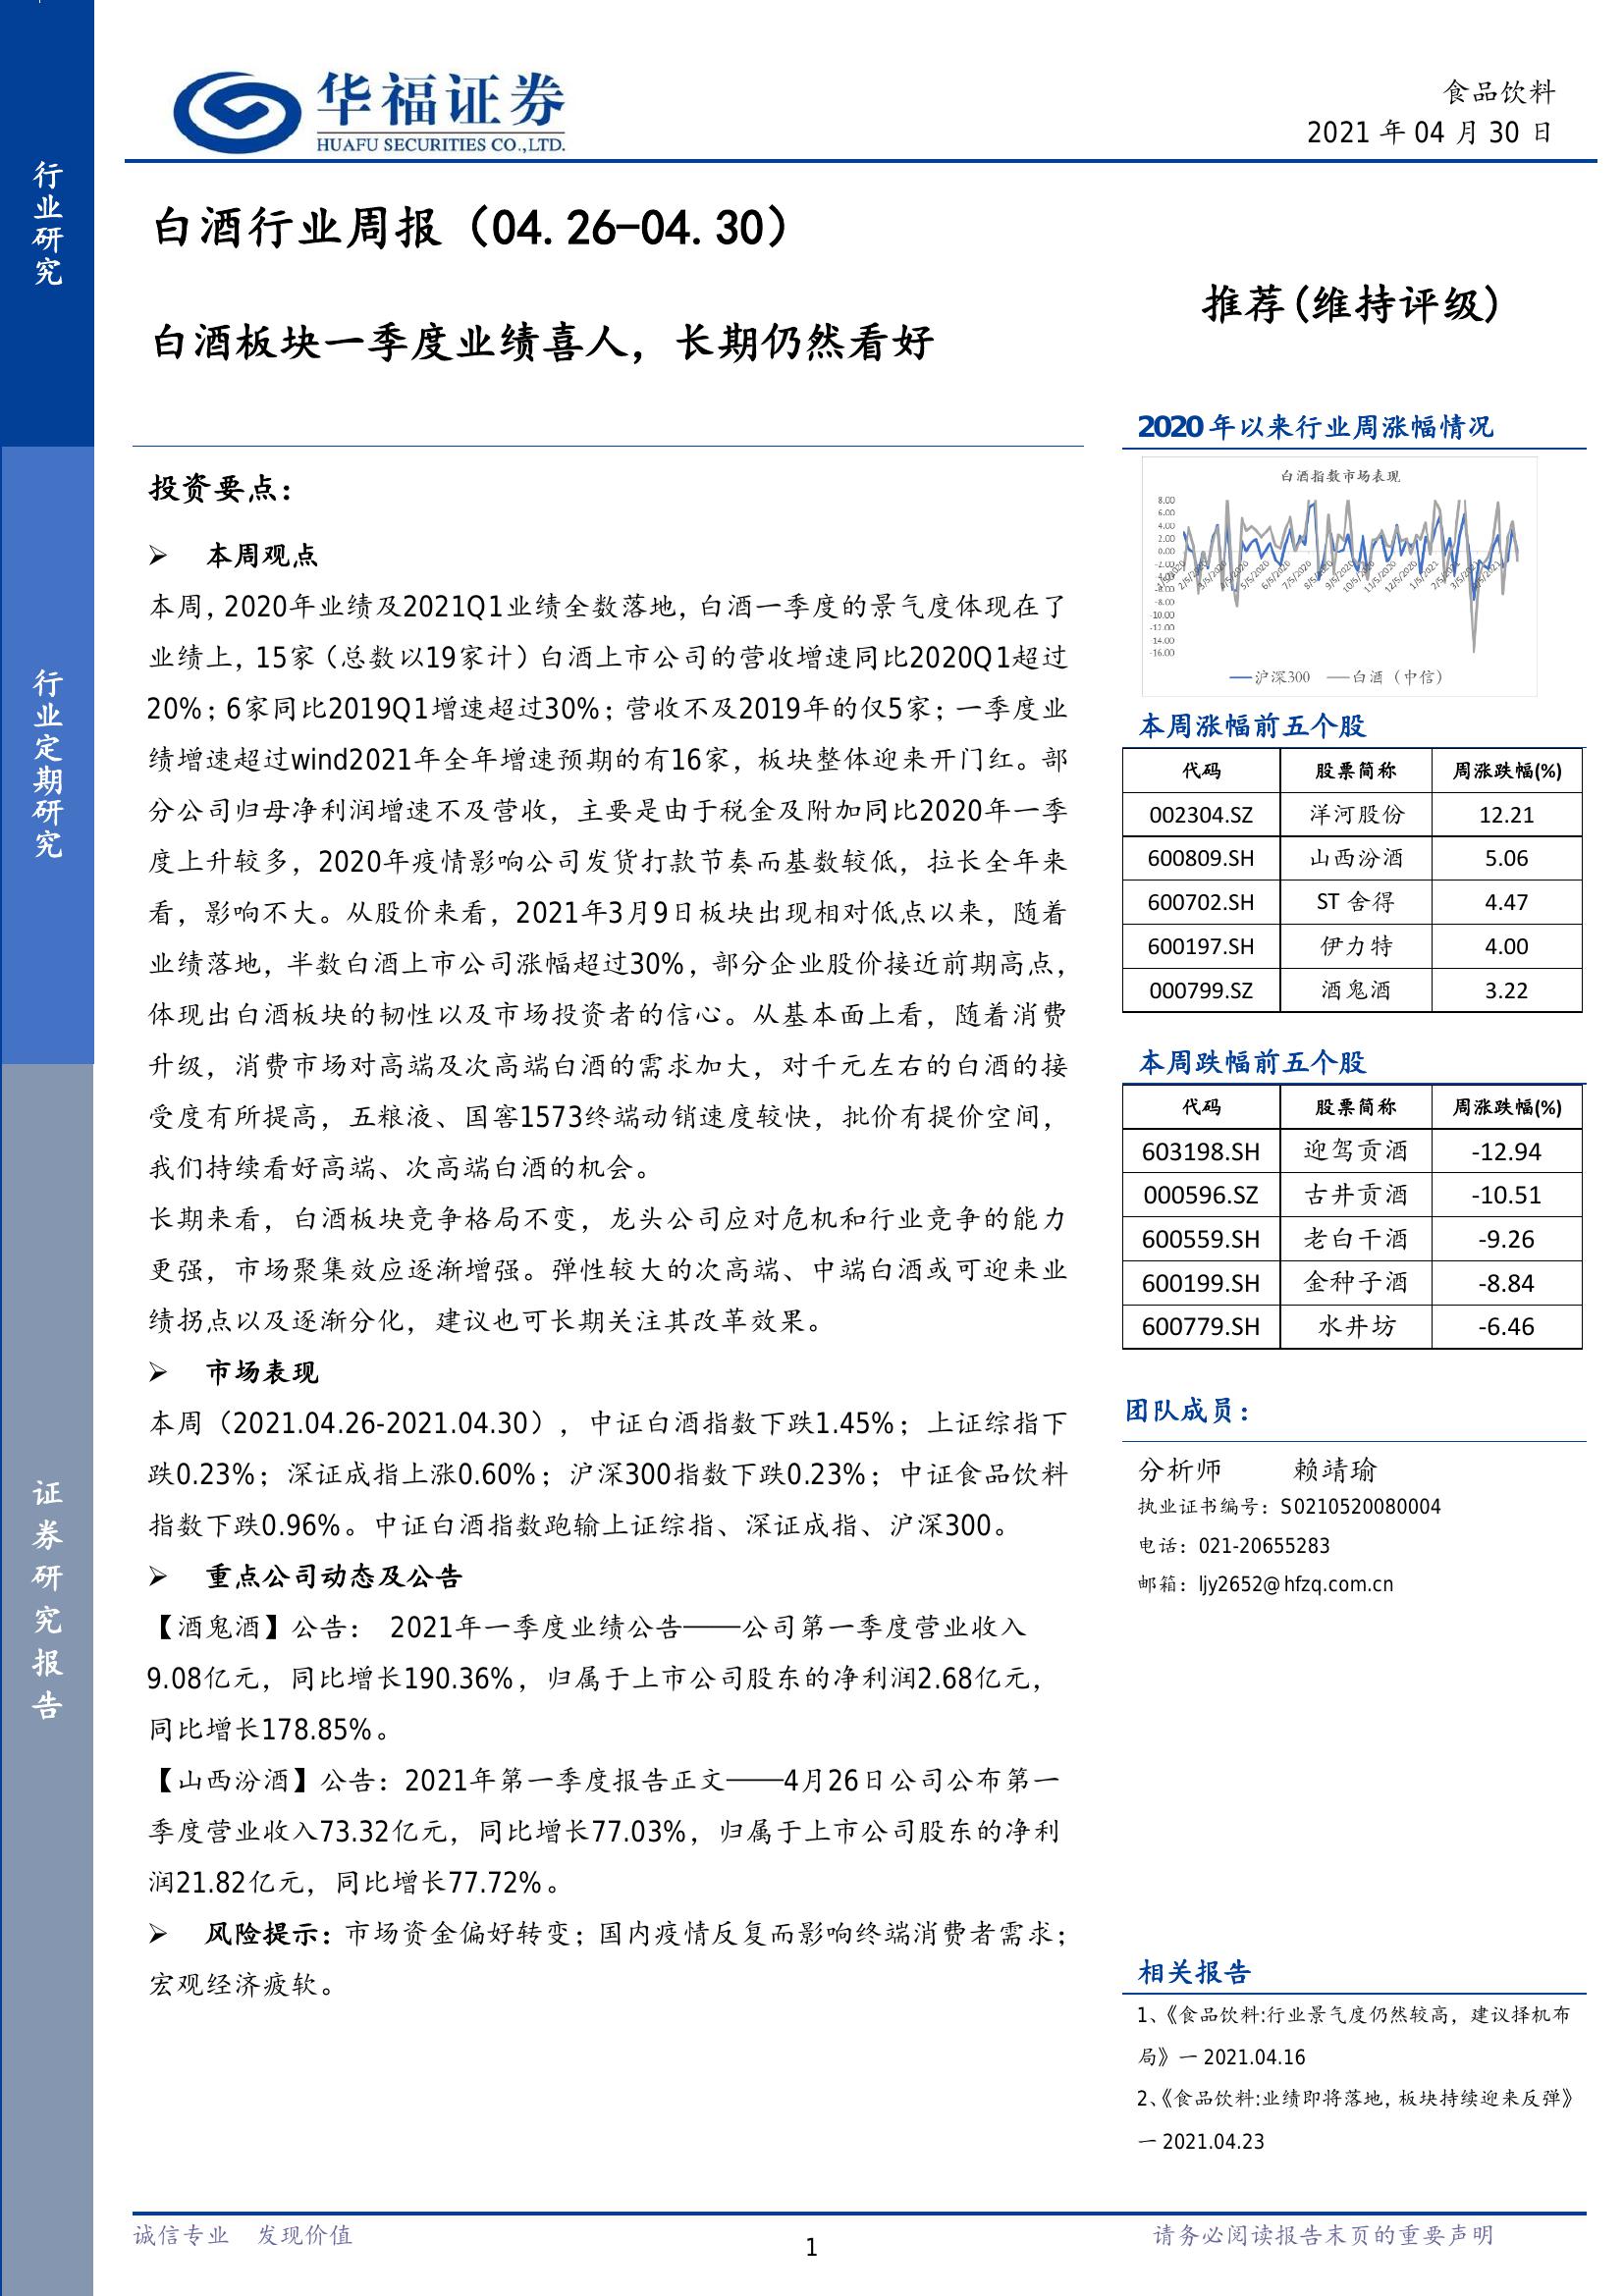 行业研究
行业定期研究
证券研究报告
华福证券
HUAFU SECURITIES CO.,LTD.
食品饮料
2021 年 04 月 30 日
白酒行业周报（04.26-04.30）
白酒板块一季度业绩喜人，长期仍然看好
推荐(维持评级)
投资要点：
➢ 本周观点
本周，2020年业绩及2021Q1业绩全数落地，白酒一季度的景气度体现在了
业绩上，15家（总数以19家计）白酒上市公司的营收增速同比2020Q1超过
20%；6家同比2019Q1增速超过30%；营收不及2019年的仅5家；一季度业
绩增速超过wind2021年全年增速预期的有16家，板块整体迎来开门红。部
分公司归母净利润增速不及营收，主要是由于税金及附加同比2020年一季
度上升较多，2020年疫情影响公司发货打款节奏而基数较低，拉长全年来
看，影响不大。从股价来看，2021年3月9日板块出现相对低点以来，随着
业绩落地，半数白酒上市公司涨幅超过30%，部分企业股价接近前期高点，
体现出白酒板块的韧性以及市场投资者的信心。从基本面上看，随着消费
升级，消费市场对高端及次高端白酒的需求加大，对千元左右的白酒的接
受度有所提高，五粮液、国窖1573终端动销速度较快，批价有提价空间，
我们持续看好高端、次高端白酒的机会。
长期来看，白酒板块竞争格局不变，龙头公司应对危机和行业竞争的能力
更强，市场聚集效应逐渐增强。弹性较大的次高端、中端白酒或可迎来业
绩拐点以及逐渐分化，建议也可长期关注其改革效果。
➢ 市场表现
本周（2021.04.26-2021.04.30），中证白酒指数下跌1.45%；上证综指下
跌0.23%；深证成指上涨0.60%；沪深300指数下跌0.23%；中证食品饮料
指数下跌0.96%。中证白酒指数跑输上证综指、深证成指、沪深300。
➢ 重点公司动态及公告
【酒鬼酒】公告： 2021年一季度业绩公告——公司第一季度营业收入
9.08亿元，同比增长190.36%，归属于上市公司股东的净利润2.68亿元，
同比增长178.85%。
【山西汾酒】公告：2021年第一季度报告正文——4月26日公司公布第一
季度营业收入73.32亿元，同比增长77.03%，归属于上市公司股东的净利
润21.82亿元，同比增长77.72%。
➢ 风险提示：市场资金偏好转变；国内疫情反复而影响终端消费者需求；
宏观经济疲软。
2020 年以来行业周涨幅情况
白酒指数市场表现
8.00
6.00
4.00
2.00
0.00
-2.00
-4.00
-6.00
-8.00
-10.00
-12.00
-14.00
-16.00
2/5/2020 5/5/2020 6/5/2020 7/5/2020 8/5/2020 9/5/2020 10/5/2020 11/5/2020 12/5/2020 1/5/2021
沪深300 白酒（中信）
本周涨幅前五个股
代码 股票简称 周涨跌幅(%)
002304.SZ 洋河股份 12.21
600809.SH 山西汾酒 5.06
600702.SH ST 舍得 4.47
600197.SH 伊力特 4.00
000799.SZ 酒鬼酒 3.22
本周跌幅前五个股
代码 股票简称 周涨跌幅(%)
603198.SH 迎驾贡酒 -12.94
000596.SZ 古井贡酒 -10.51
600559.SH 老白干酒 -9.26
600199.SH 金种子酒 -8.84
600779.SH 水井坊 -6.46
团队成员：
分析师 赖靖瑜
执业证书编号：S0210520080004
电话：021-20655283
邮箱：ljy2652@hfzq.com.cn
相关报告
1、《食品饮料:行业景气度仍然较高，建议择机布
局》一 2021.04.16
2、《食品饮料:业绩即将落地，板块持续迎来反弹》
一 2021.04.23
诚信专业 发现价值
1
请务必阅读报告末页的重要声明